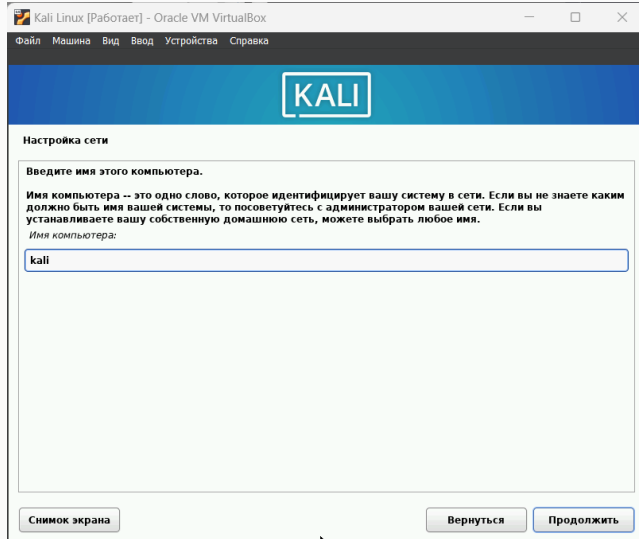 Kali Linux [Работает] - Oracle VM VirtualBox
Файл Машина Вид Ввод Устройства Справка
KALI
Настройка сети
Введите имя этого компьютера.
Имя компьютера -- это одно слово, которое идентифицирует вашу систему в сети. Если вы не знаете каким
должно быть имя вашей системы, то посоветуйтесь с администратором вашей сети. Если вы
устанавливаете вашу собственную домашнюю сеть, можете выбрать любое имя.
Имя компьютера:
kali
Снимок экрана Вернуться Продолжить